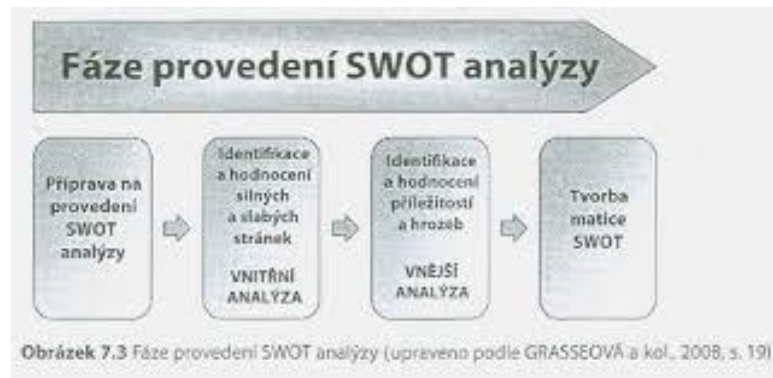 Fáze provedení SWOT analýzy
Příprava na
provedení
SWOT
analýzy
Identifikace
a hodnocení
silných
a slabých
stránek
VNITŘNÍ
ANALÝZA
Identifikace
a hodnocení
příležitostí
a hrozeb
VNĚJŠÍ
ANALÝZA
Tvorba
matice
SWOT
Obrázek 7.3 Fáze provedení SWOT analýzy (upraveno podle GRASSEOVÁ a kol., 2008, s. 19)